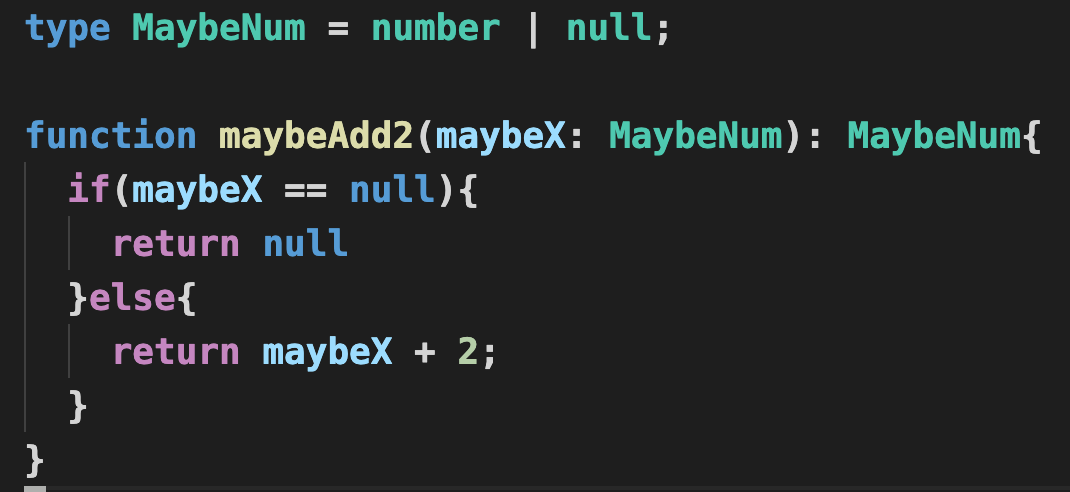 type MaybeNum = number | null;

function maybeAdd2(maybeX: MaybeNum): MaybeNum{
  if(maybeX == null){
    return null
  }else{
    return maybeX + 2;
  }
}